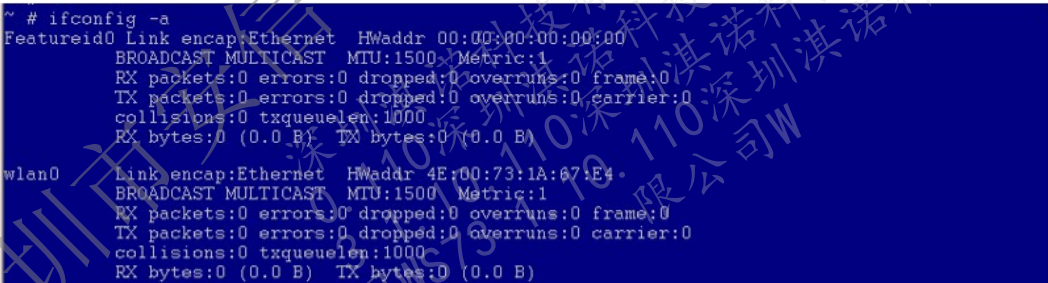 ~ # ifconfig -a
Featureid0 Link encap:Ethernet  HWaddr 00:00:00:00:00:00
BROADCAST MULTICAST  MTU:1500  Metric:1
RX packets:0 errors:0 dropped:0 overruns:0 frame:0
TX packets:0 errors:0 dropped:0 overruns:0 carrier:0
collisions:0 txqueuelen:1000
RX bytes:0 (0.0 B)  TX bytes:0 (0.0 B)
wlan0     Link encap:Ethernet  HWaddr 4E:00:73:1A:67:E4
BROADCAST MULTICAST  MTU:1500  Metric:1
RX packets:0 errors:0 dropped:0 overruns:0 frame:0
TX packets:0 errors:0 dropped:0 overruns:0 carrier:0
collisions:0 txqueuelen:1000
RX bytes:0 (0.0 B)  TX bytes:0 (0.0 B)